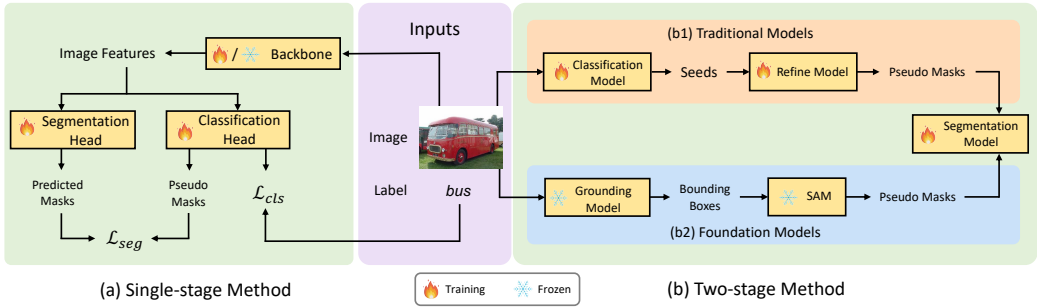 Inputs
(b1) Traditional Models
Image Features
/
Backbone
Classification
Model
Seeds
Refine Model
Pseudo Masks
Segmentation
Head
Classification
Head
Image
Segmentation
Model
Predicted
Masks
Pseudo
Masks
ℒcls
Label
bus
Grounding
Model
Bounding
Boxes
SAM
Pseudo Masks
ℒseg
(b2) Foundation Models
(a) Single-stage Method
Training
Frozen
(b) Two-stage Method